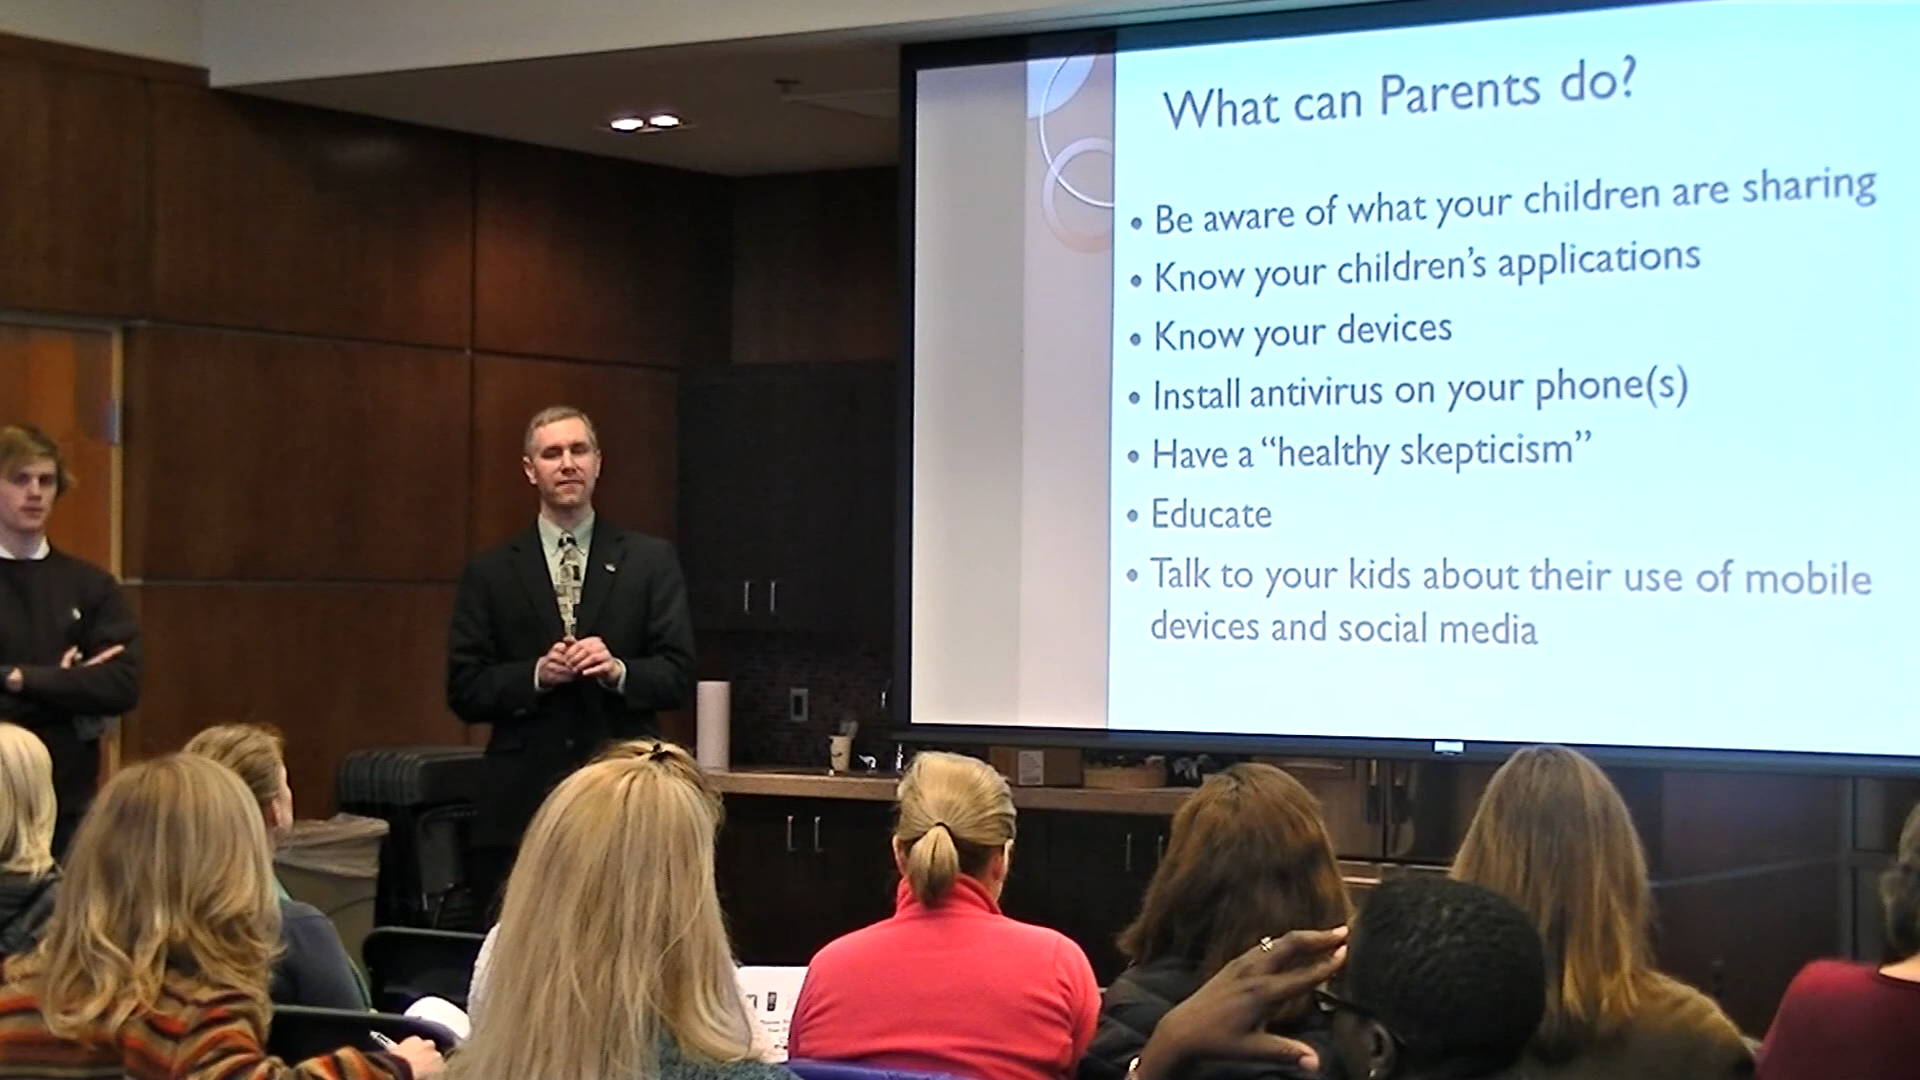 What can Parents do?
• Be aware of what your children are sharing
• Know your children’s applications
• Know your devices
• Install antivirus on your phone(s)
• Have a “healthy skepticism”
• Educate
• Talk to your kids about their use of mobile
devices and social media